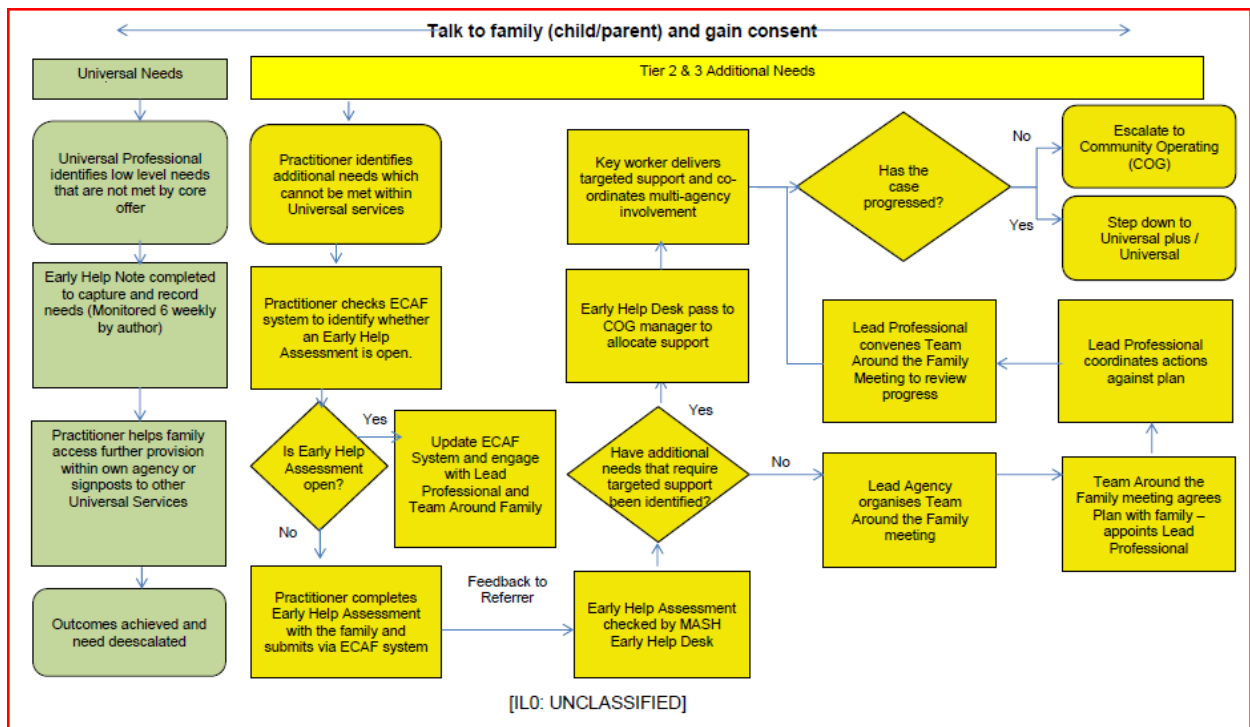 Talk to family (child/parent) and gain consent
Universal Needs
Tier 2 & 3 Additional Needs
Universal Professional
identifies low level needs
that are not met by core
offer
Early Help Note completed
to capture and record
needs (Monitored 6 weekly
by author)
Practitioner helps family
access further provision
within own agency or
signposts to other
Universal Services
Outcomes achieved and
need deescalated
Practitioner identifies
additional needs which
cannot be met within
Universal services
Practitioner checks ECAF
system to identify whether
an Early Help
Assessment is open.
Is Early Help
Assessment
open?
Yes
Update ECAF
System and engage
with Lead
Professional and
Team Around Family
No
Practitioner completes
Early Help Assessment
with the family and
submits via ECAF system
Feedback to
Referrer
Early Help Assessment
checked by MASH
Early Help Desk
Have additional
needs that require
targeted support
been identified?
Yes
Early Help Desk pass to
COG manager to
allocate support
Key worker delivers
targeted support and co-
ordinates multi-agency
involvement
No
Lead Agency
organises Team
Around the Family
meeting
Team Around the
Family meeting agrees
Plan with family –
appoints Lead
Professional
Lead Professional
coordinates actions
against plan
Lead Professional
convenes Team
Around the Family
Meeting to review
progress
Has the
case
progressed?
No
Escalate to
Community Operating
(COG)
Yes
Step down to
Universal plus /
Universal
[IL0: UNCLASSIFIED]